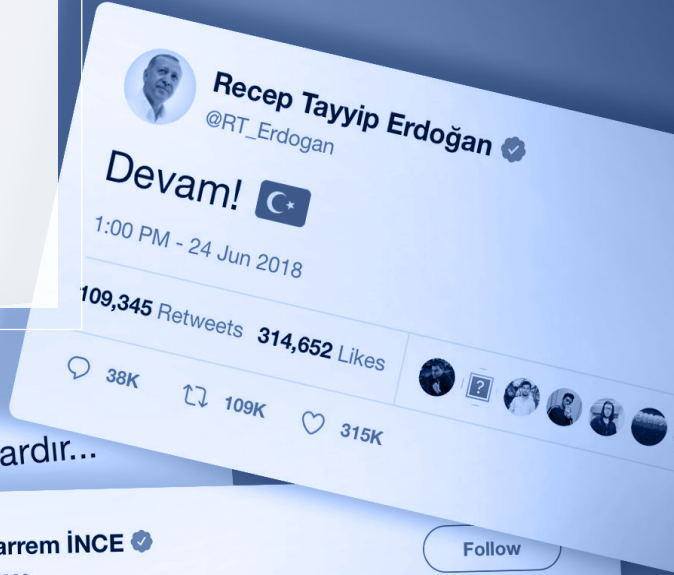 Recep Tayyip Erdoğan
@RT_Erdogan
Devam!
1:00 PM - 24 Jun 2018
109,345 Retweets 314,652 Likes
38K 109K 315K
ardır...
arrem İNCE
Follow